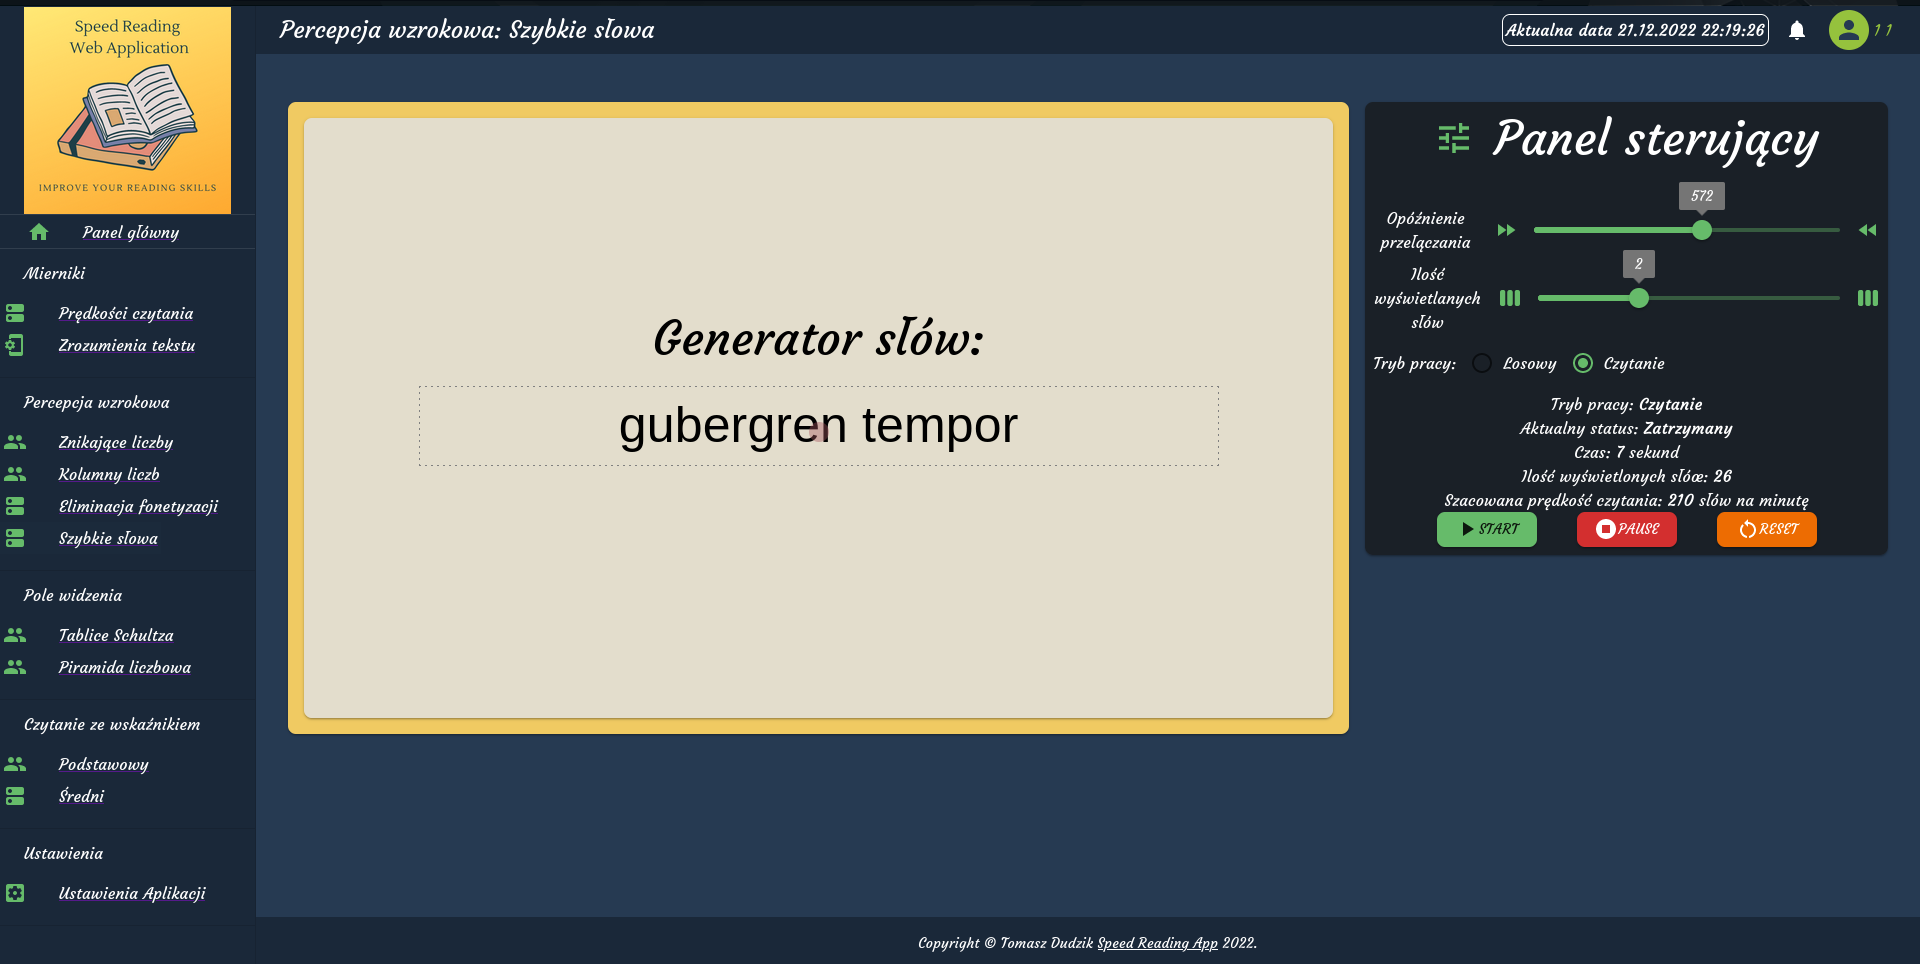 Speed Reading
Web Application
IMPROVE YOUR READING SKILLS
Panel główny
Mierniki
Prędkości czytania
Zrozumienia tekstu
Percepcja wzrokowa
Znikające liczby
Kolumny liczb
Eliminacja fonetyzacji
Szybkie słowa
Pole widzenia
Tablice Schultza
Piramida liczbowa
Czytanie ze wskaźnikiem
Podstawowy
Średni
Ustawienia
Ustawienia Aplikacji
Percepcja wzrokowa: Szybkie słowa
Aktualna data 21.12.2022 22:19:26
1 1
Generator słów:
gubergren tempor
Panel sterujący
572
Opóźnienie
przełączania
2
Ilość
wyświetlanych
słów
Tryb pracy: Losowy Czytanie
Tryb pracy: Czytanie
Aktualny status: Zatrzymany
Czas: 7 sekund
Ilość wyświetlonych słów: 26
Szacowana prędkość czytania: 210 słów na minutę
START PAUSE RESET
Copyright © Tomasz Dudzik Speed Reading App 2022.